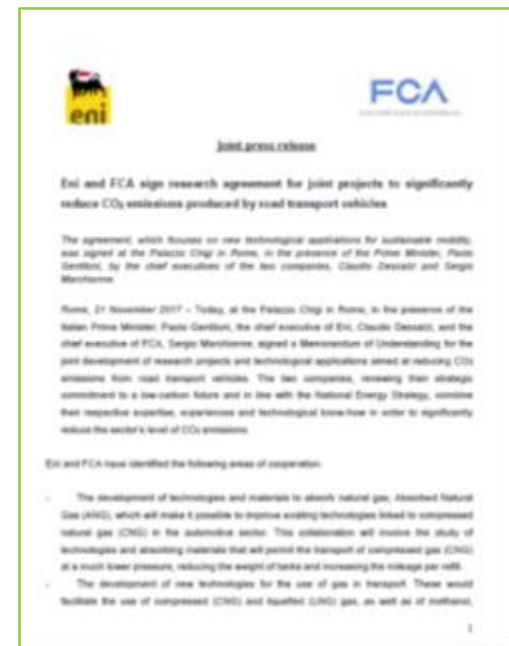 eni
FCA
Joint press release
Eni and FCA sign research agreement for joint projects to significantly
reduce CO₂ emissions produced by road transport vehicles
The agreement, which focuses on new technological applications for sustainable mobility,
was signed at the Palazzo Chigi in Rome, in the presence of the Prime Minister, Paolo
Gentiloni, by the chief executives of the two companies, Claudio Descalzi and Sergio
Marchionne.
Rome, 21 November 2017 – Today, at the Palazzo Chigi in Rome, in the presence of the
Italian Prime Minister, Paolo Gentiloni, the chief executive of Eni, Claudio Descalzi, and the
chief executive of FCA, Sergio Marchionne, signed a Memorandum of Understanding for the
joint development of research projects and technological applications aimed at reducing CO₂
emissions from road transport vehicles. The two companies, renewing their strategic
commitment to a low-carbon future and in line with the National Energy Strategy, combine
their respective expertise, experiences and technological know-how in order to significantly
reduce the sector's level of CO₂ emissions.
Eni and FCA have identified the following areas of cooperation:
- The development of technologies and materials to absorb natural gas, Absorbed Natural
Gas (ANG), which will make it possible to improve existing technologies linked to compressed
natural gas (CNG) in the automotive sector. This collaboration will involve the study of
technologies and absorbing materials that will permit the transport of compressed gas (CNG)
at a much lower pressure, reducing the weight of tanks and increasing the mileage per refill.
- The development of new technologies for the use of gas in transport. These would
facilitate the use of compressed (CNG) and liquefied (LNG) gas, as well as of methanol,
1